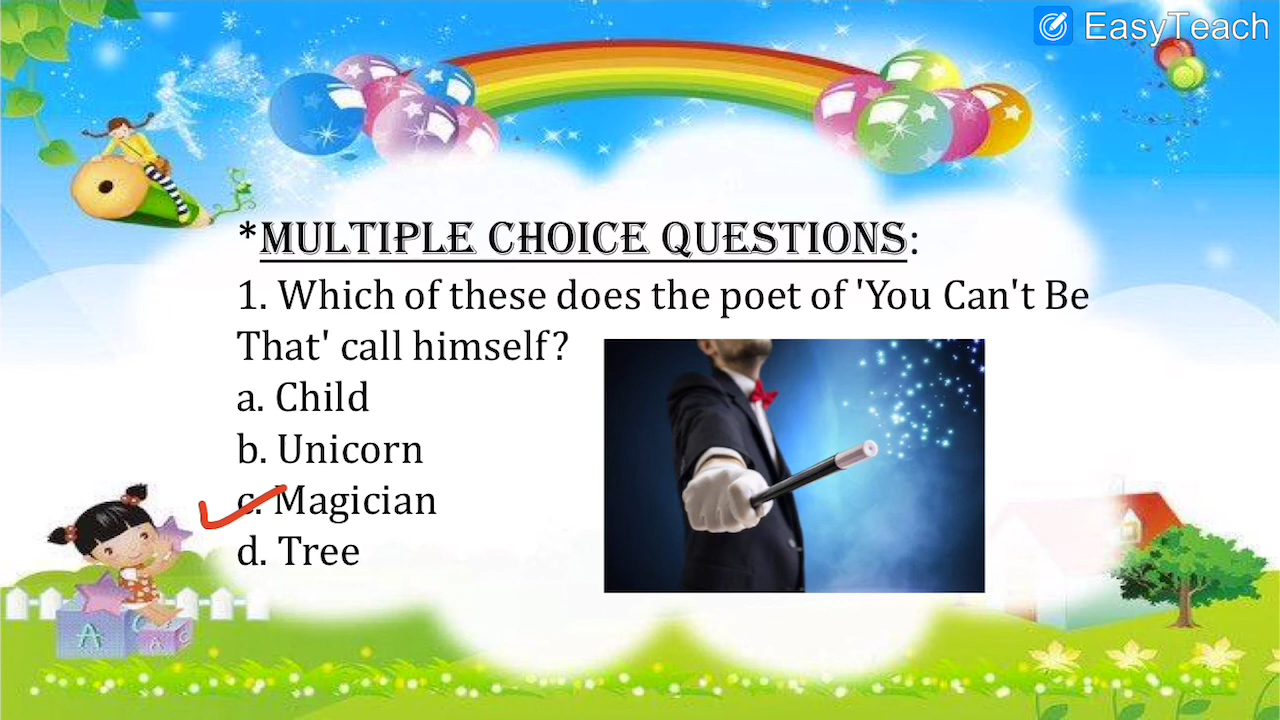 EasyTeach
*MULTIPLE CHOICE QUESTIONS:
1. Which of these does the poet of 'You Can't Be
That' call himself?
a. Child
b. Unicorn
c. Magician
d. Tree
A
A